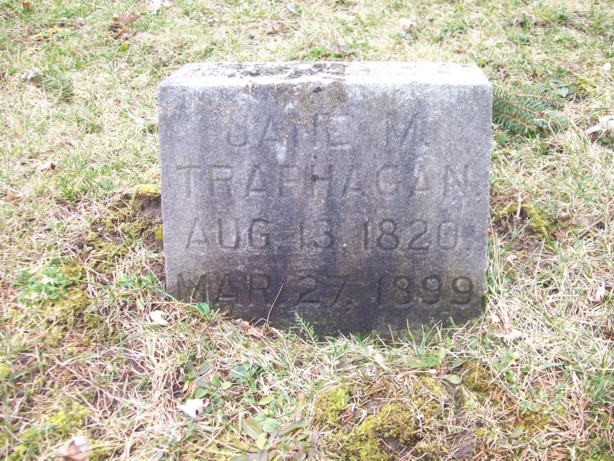 JANE M.
TRAPHAGAN
AUG. 13, 1820
MAR. 27, 1899